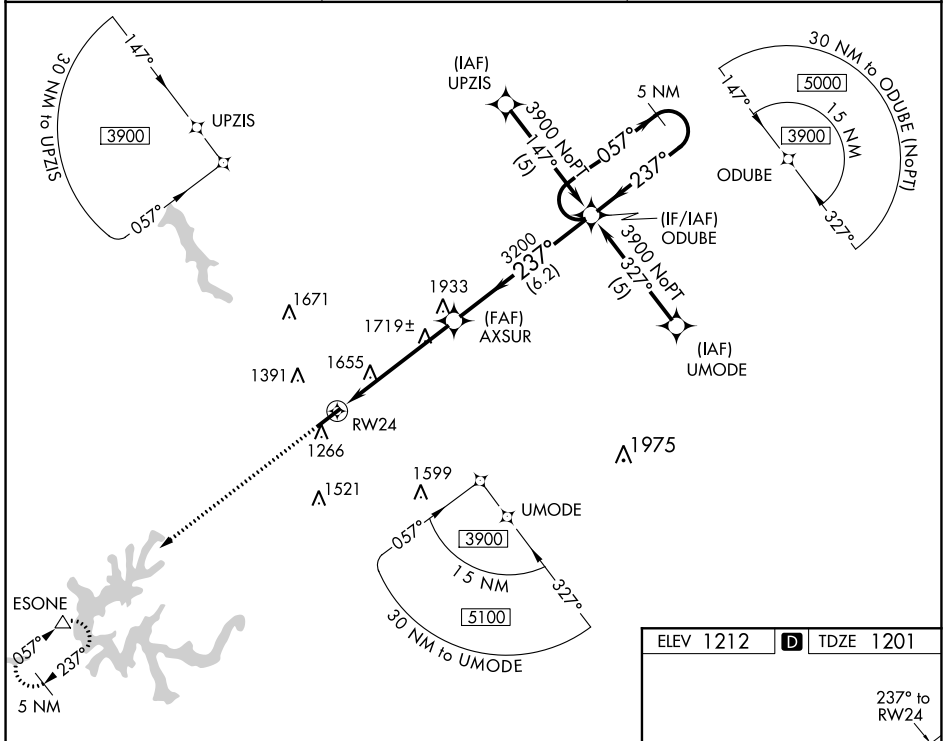 147°
30 NM to UPZIS
3900
UPZIS
057°
(IAF)
UPZIS
3900 NoPT
147°
(5)
5 NM
057°
237°
30 NM to ODUBE (NoPT)
5000
147°
3900
15 NM
ODUBE
327°
(IF/IAF)
ODUBE
3200
237°
(6.2)
3900 NoPT
327°
(5)
(IAF)
UMODE
1933
1671
1719±
(FAF)
AXSUR
1655
1391
RW24
1266
1975
1521
1599
UMODE
057°
3900
15 NM
327°
5100
30 NM to UMODE
ESONE
057°
237°
5 NM
ELEV 1212 D TDZE 1201
237° to
RW24